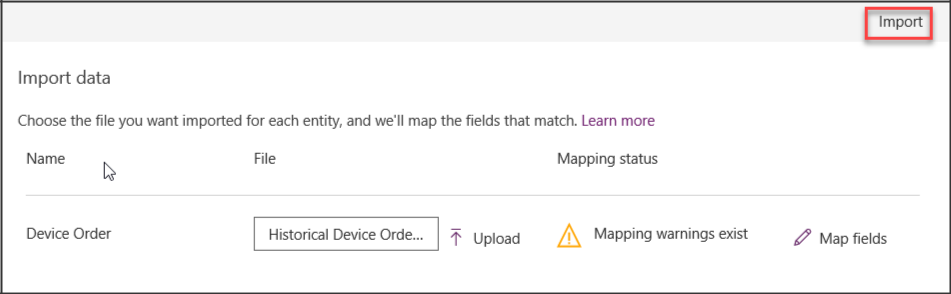 Import
Import data
Choose the file you want imported for each entity, and we'll map the fields that match. Learn more
Name File Mapping status
Device Order Historical Device Orde... Upload Mapping warnings exist Map fields